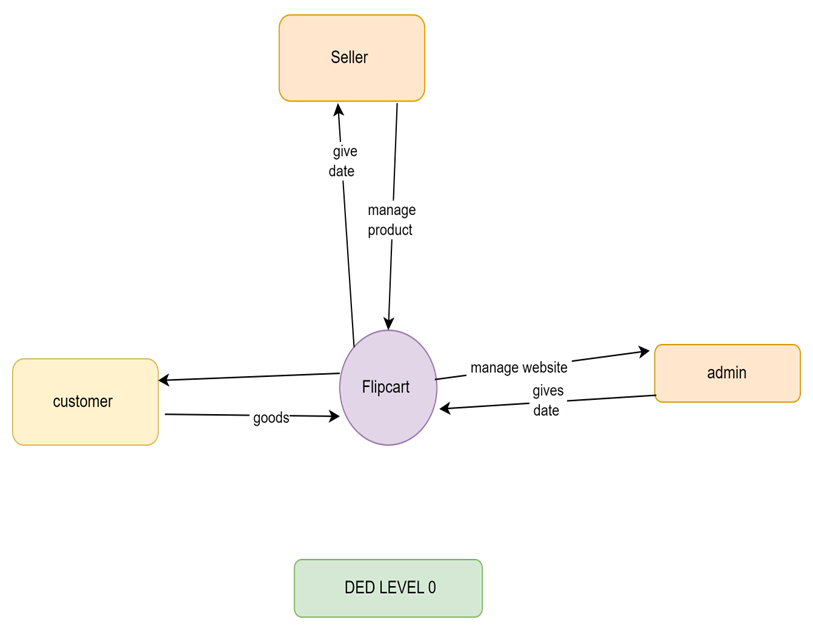 Seller
give
date
manage
product
Flipcart
manage website
admin
gives
date
customer
goods
DED LEVEL 0